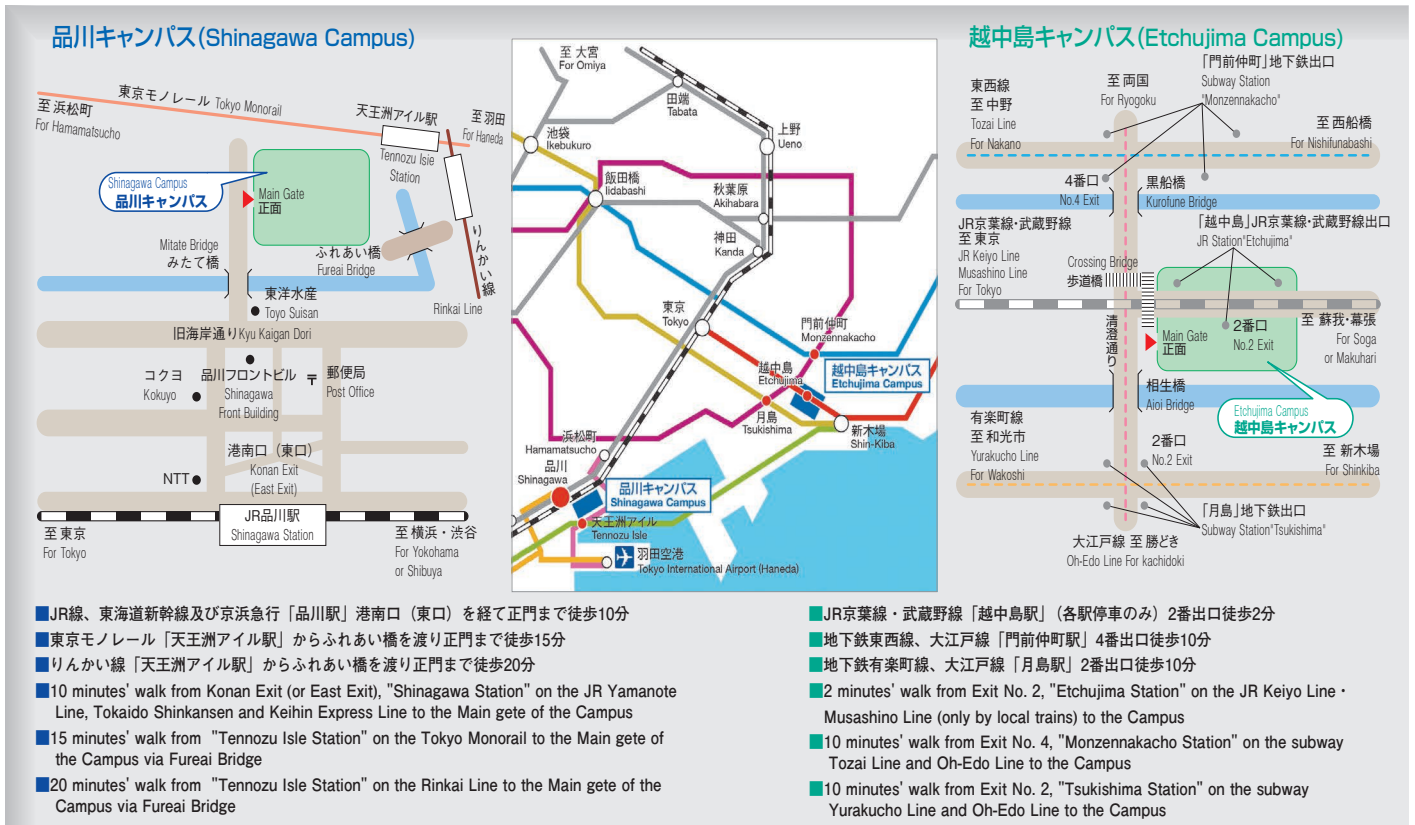 品川キャンパス(Shinagawa Campus)
至 浜松町
For Hamamatsucho
東京モノレール Tokyo Monorail
天王洲アイル駅
Tennozu Isie
Station
至 羽田
For Haneda
Shinagawa Campus
品川キャンパス
Main Gate
正面
Mitate Bridge
みたて橋
ふれあい橋
Fureai Bridge
りんかい線
Rinkai Line
東洋水産
Toyo Suisan
旧海岸通り Kyu Kaigan Dori
コクヨ
Kokuyo
品川フロントビル
Shinagawa
Front Building
〒 郵便局
Post Office
港南口（東口）
Konan Exit
(East Exit)
NTT
JR品川駅
Shinagawa Station
至 東京
For Tokyo
至 横浜・渋谷
For Yokohama
or Shibuya
至 大宮
For Omiya
田端
Tabata
池袋
Ikebukuro
上野
Ueno
飯田橋
Iidabashi
秋葉原
Akihabara
神田
Kanda
東京
Tokyo
門前仲町
Monzennakacho
越中島
Etchujima
越中島キャンパス
Etchujima Campus
月島
Tsukishima
新木場
Shin-Kiba
浜松町
Hamamatsucho
品川
Shinagawa
品川キャンパス
Shinagawa Campus
天王洲アイル
Tennozu Isle
羽田空港
Tokyo International Airport (Haneda)
越中島キャンパス(Etchujima Campus)
東西線
至 中野
Tozai Line
For Nakano
至 両国
For Ryogoku
「門前仲町」地下鉄出口
Subway Station
"Monzennakacho"
至 西船橋
For Nishifunabashi
4番口
No.4 Exit
黒船橋
Kurofune Bridge
JR京葉線・武蔵野線
至 東京
JR Keiyo Line
Musashino Line
For Tokyo
「越中島」JR京葉線・武蔵野線出口
JR Station"Etchujima"
Crossing Bridge
歩道橋
清澄通り
Main Gate
正面
2番口
No.2 Exit
至 蘇我・幕張
For Soga
or Makuhari
相生橋
Aioi Bridge
Etchujima Campus
越中島キャンパス
有楽町線
至 和光市
Yurakucho Line
For Wakoshi
2番口
No.2 Exit
至 新木場
For Shinkiba
「月島」地下鉄出口
Subway Station"Tsukishima"
大江戸線 至 勝どき
Oh-Edo Line For kachidoki
■JR線、東海道新幹線及び京浜急行「品川駅」港南口（東口）を経て正門まで徒歩10分
■東京モノレール「天王洲アイル駅」からふれあい橋を渡り正門まで徒歩15分
■りんかい線「天王洲アイル駅」からふれあい橋を渡り正門まで徒歩20分
■10 minutes' walk from Konan Exit (or East Exit), "Shinagawa Station" on the JR Yamanote
Line, Tokaido Shinkansen and Keihin Express Line to the Main gete of the Campus
■15 minutes' walk from "Tennozu Isle Station" on the Tokyo Monorail to the Main gete of
the Campus via Fureai Bridge
■20 minutes' walk from "Tennozu Isle Station" on the Rinkai Line to the Main gete of the
Campus via Fureai Bridge
■JR京葉線・武蔵野線「越中島駅」（各駅停車のみ）2番出口徒歩2分
■地下鉄東西線、大江戸線「門前仲町駅」4番出口徒歩10分
■地下鉄有楽町線、大江戸線「月島駅」2番出口徒歩10分
■2 minutes' walk from Exit No. 2, "Etchujima Station" on the JR Keiyo Line・
Musashino Line (only by local trains) to the Campus
■10 minutes' walk from Exit No. 4, "Monzennakacho Station" on the subway
Tozai Line and Oh-Edo Line to the Campus
■10 minutes' walk from Exit No. 2, "Tsukishima Station" on the subway
Yurakucho Line and Oh-Edo Line to the Campus